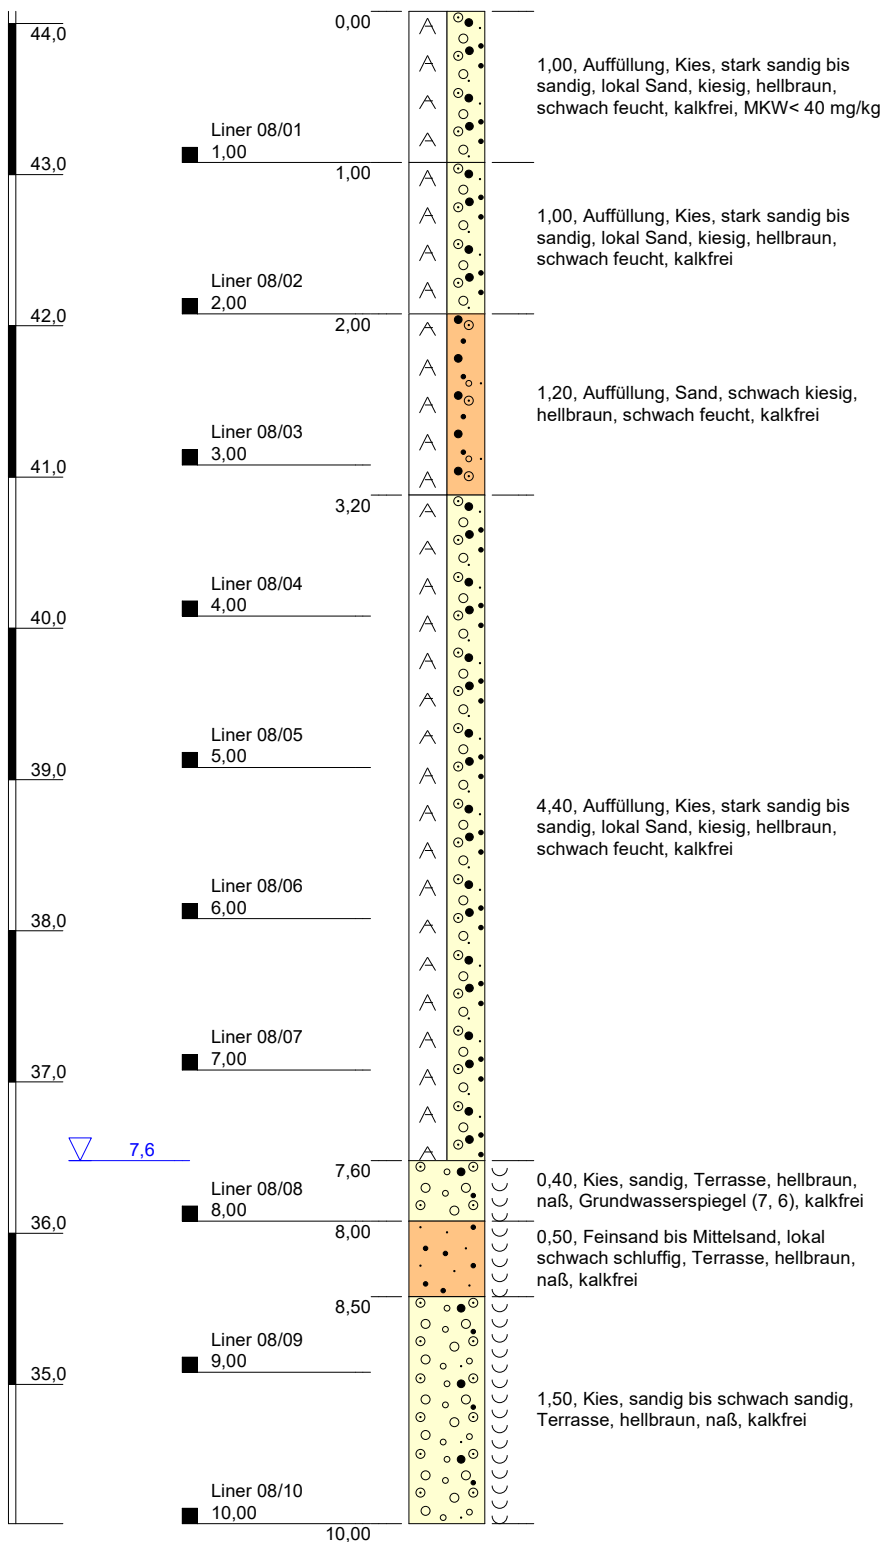 44,0
0,00
1,00, Auffüllung, Kies, stark sandig bis
sandig, lokal Sand, kiesig, hellbraun,
schwach feucht, kalkfrei, MKW< 40 mg/kg
Liner 08/01
1,00
43,0
1,00
1,00, Auffüllung, Kies, stark sandig bis
sandig, lokal Sand, kiesig, hellbraun,
schwach feucht, kalkfrei
Liner 08/02
2,00
42,0
2,00
1,20, Auffüllung, Sand, schwach kiesig,
hellbraun, schwach feucht, kalkfrei
Liner 08/03
3,00
41,0
3,20
Liner 08/04
4,00
40,0
Liner 08/05
5,00
39,0
4,40, Auffüllung, Kies, stark sandig bis
sandig, lokal Sand, kiesig, hellbraun,
schwach feucht, kalkfrei
Liner 08/06
6,00
38,0
Liner 08/07
7,00
37,0
7,6
7,60
0,40, Kies, sandig, Terrasse, hellbraun,
naß, Grundwasserspiegel (7, 6), kalkfrei
Liner 08/08
8,00
36,0
8,00
0,50, Feinsand bis Mittelsand, lokal
schwach schluffig, Terrasse, hellbraun,
naß, kalkfrei
8,50
Liner 08/09
9,00
35,0
1,50, Kies, sandig bis schwach sandig,
Terrasse, hellbraun, naß, kalkfrei
Liner 08/10
10,00
10,00